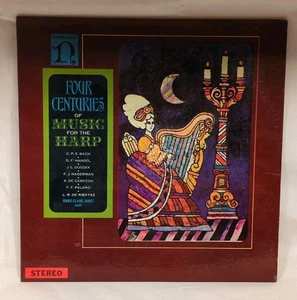 FOUR
CENTURIES
OF
MUSIC
FOR THE
HARP
C. P. E. BACH
G. F. HANDEL
J. L. DUSSEK
F. J. NADERMAN
A. DE CABEZON
F. F. PALERO
L. R. DE RIBAYAZ
MARIE-CLAIRE JAMET
STEREO